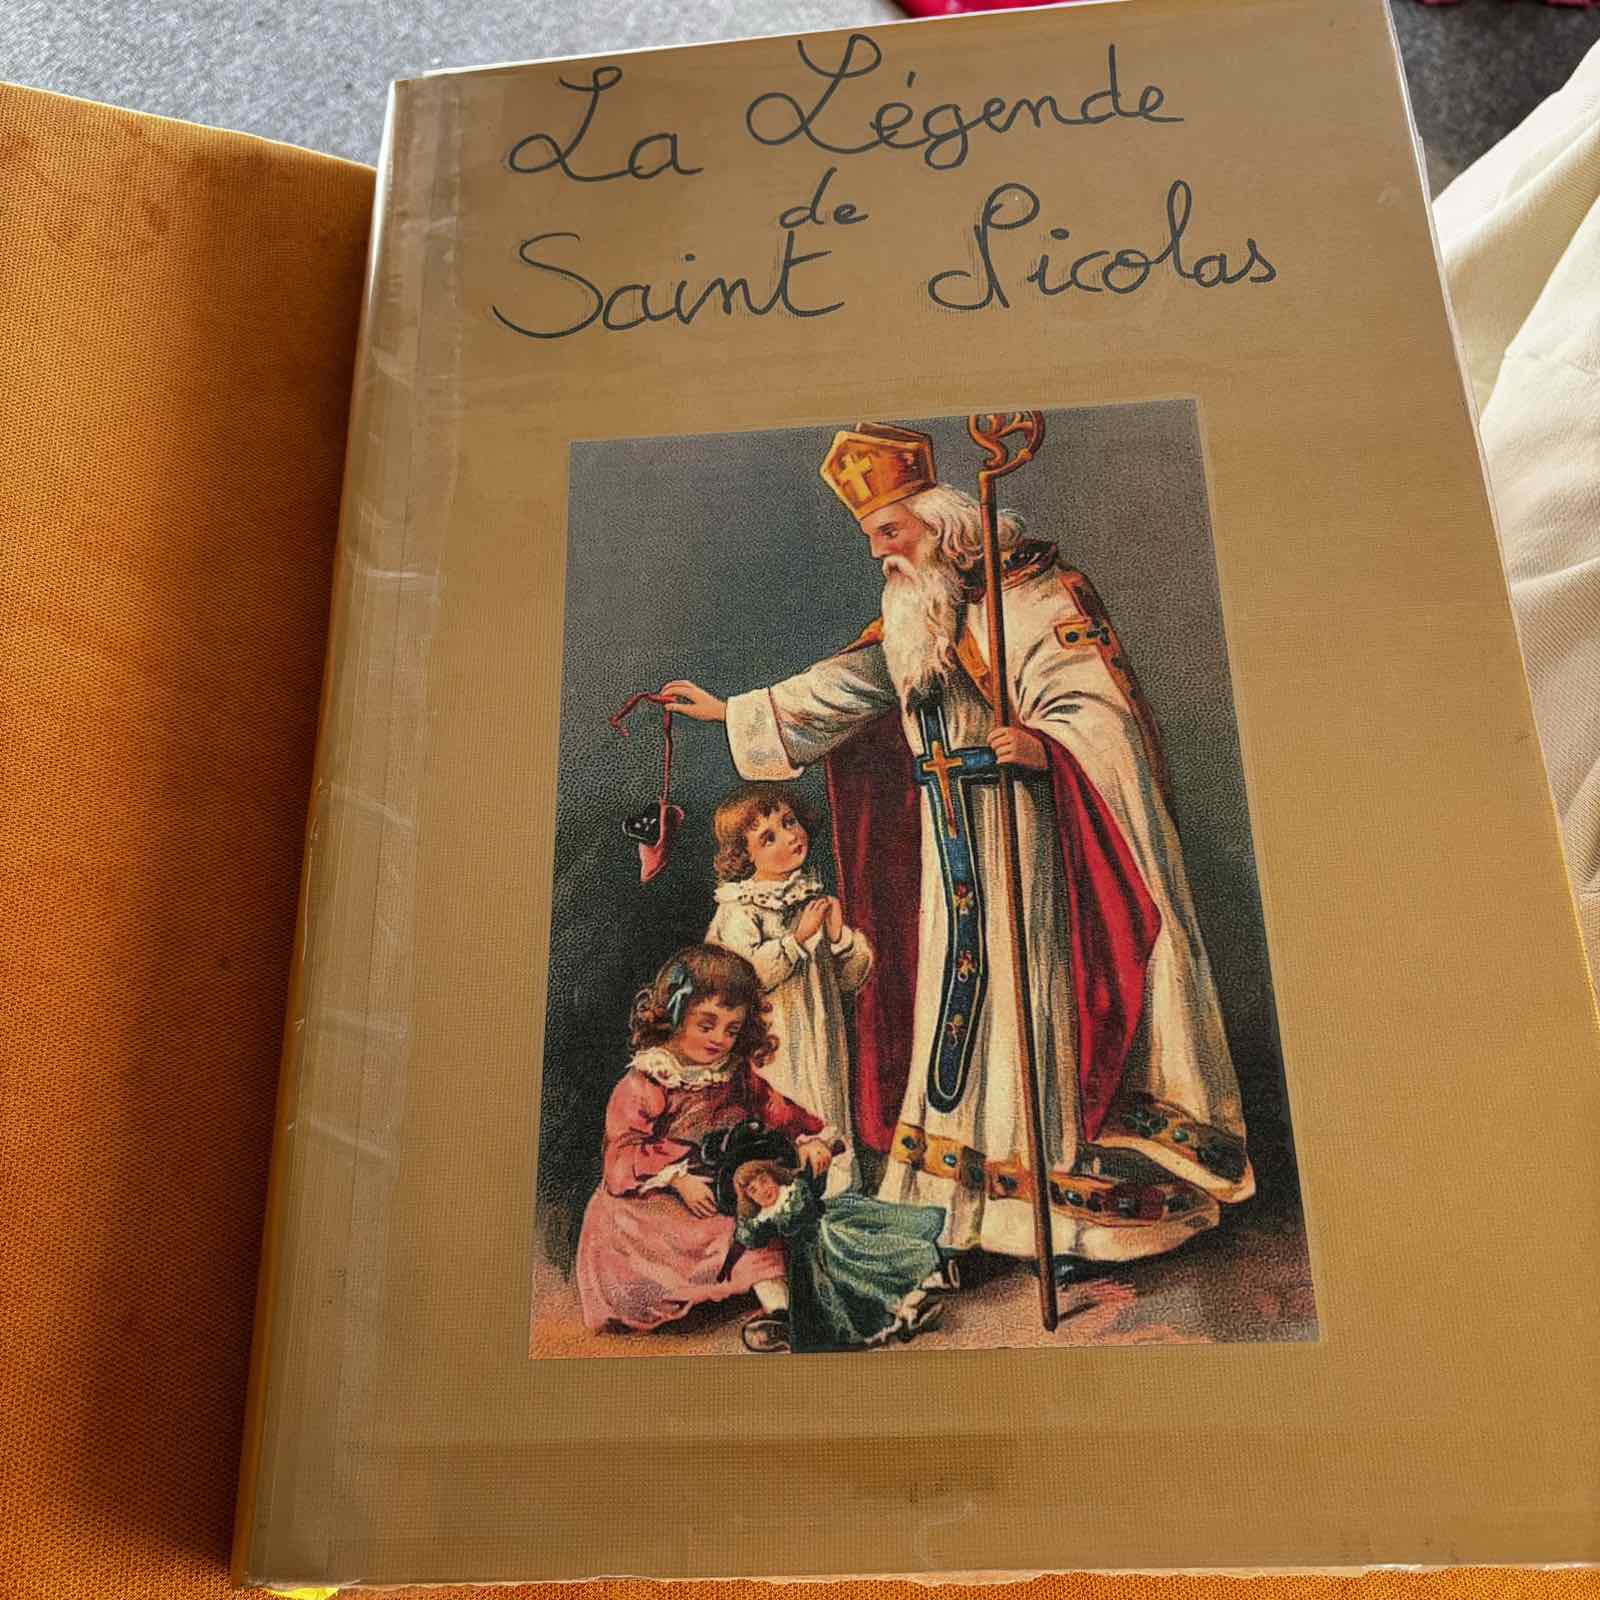 La Légende
de
Saint Nicolas